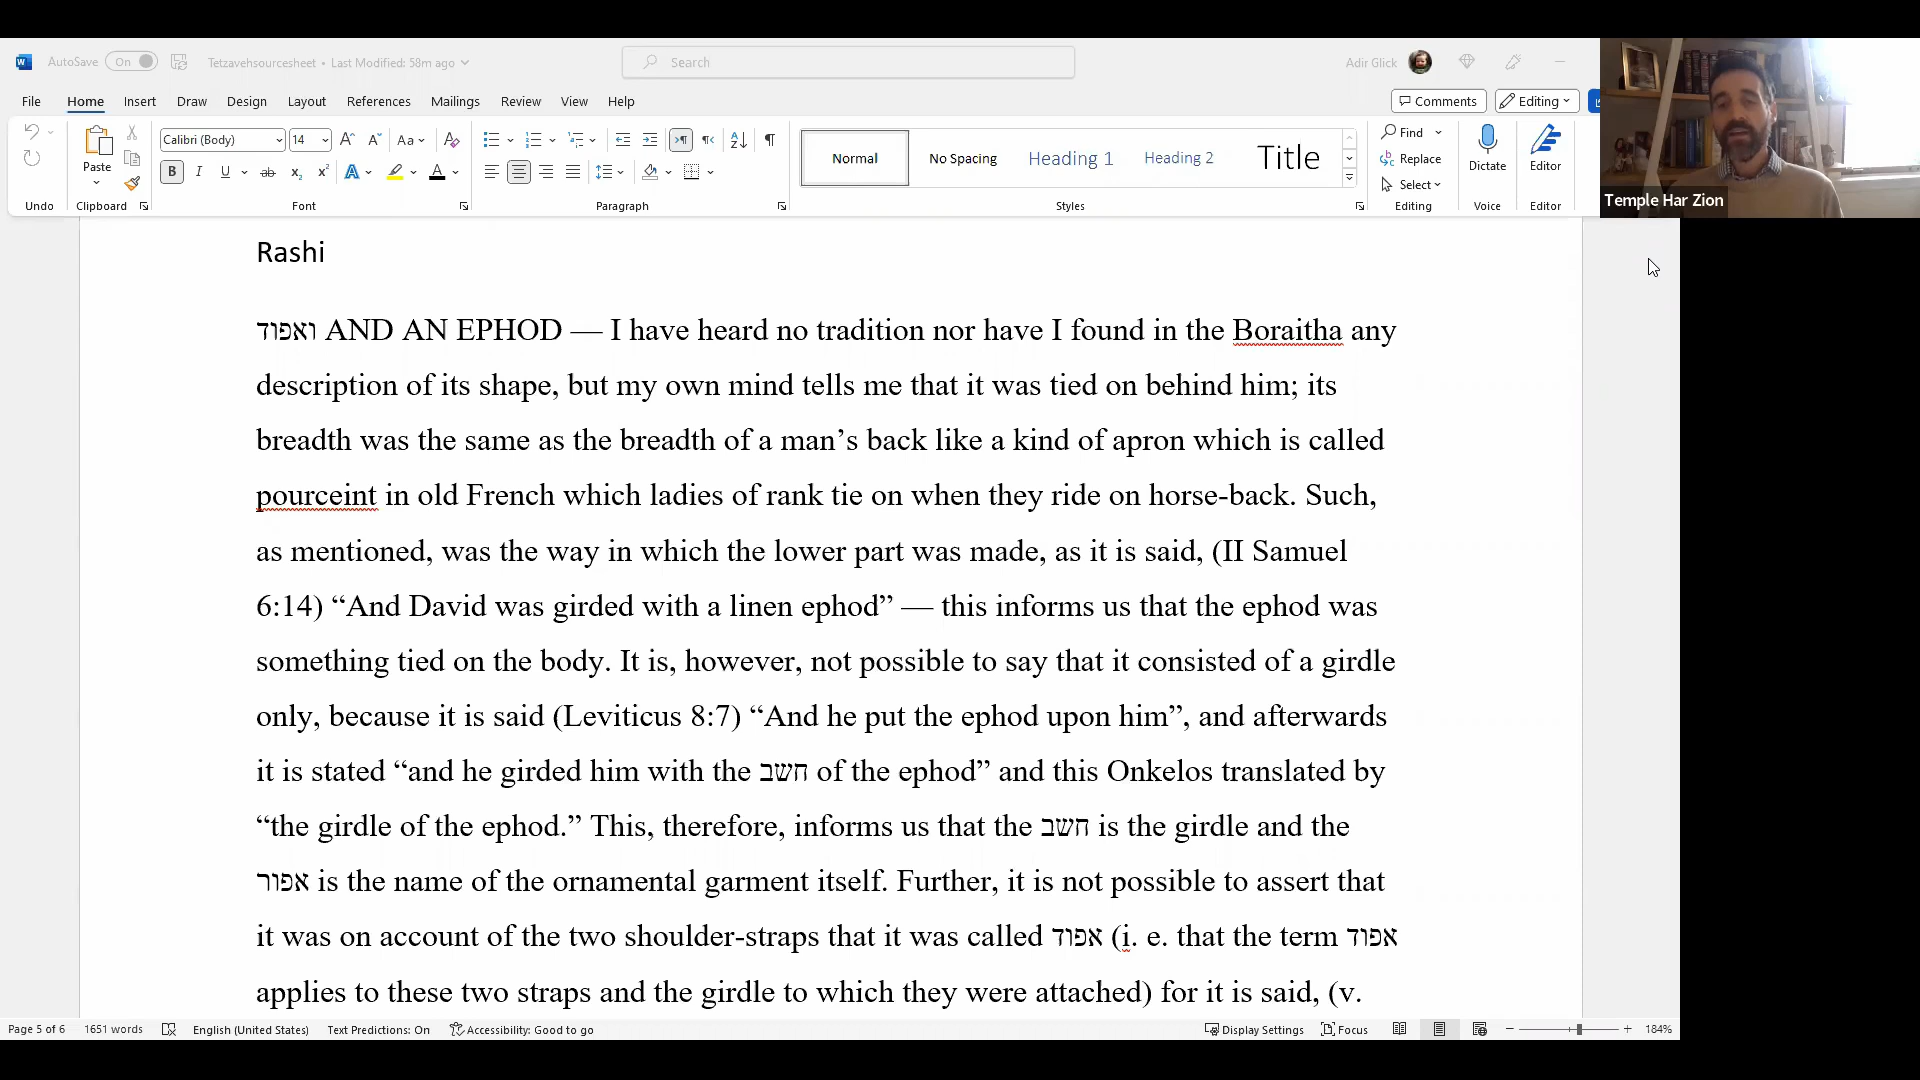 AutoSave On Tetzavehsourcesheet • Last Modified: 58m ago Search Adir Glick
File Home Insert Draw Design Layout References Mailings Review View Help Comments Editing
Calibri (Body) 14 Aa Normal No Spacing Heading 1 Heading 2 Title Find Replace Select
Paste Dictate Editor
Undo Clipboard Font Paragraph Styles Editing Voice Editor
Temple Har Zion
Rashi
ואפוד AND AN EPHOD — I have heard no tradition nor have I found in the Boraitha any
description of its shape, but my own mind tells me that it was tied on behind him; its
breadth was the same as the breadth of a man’s back like a kind of apron which is called
pourceint in old French which ladies of rank tie on when they ride on horse-back. Such,
as mentioned, was the way in which the lower part was made, as it is said, (II Samuel
6:14) “And David was girded with a linen ephod” — this informs us that the ephod was
something tied on the body. It is, however, not possible to say that it consisted of a girdle
only, because it is said (Leviticus 8:7) “And he put the ephod upon him”, and afterwards
it is stated “and he girded him with the חשב of the ephod” and this Onkelos translated by
“the girdle of the ephod.” This, therefore, informs us that the חשב is the girdle and the
אפור is the name of the ornamental garment itself. Further, it is not possible to assert that
it was on account of the two shoulder-straps that it was called אפוד (i. e. that the term אפוד
applies to these two straps and the girdle to which they were attached) for it is said, (v.
Page 5 of 6 1651 words English (United States) Text Predictions: On Accessibility: Good to go Display Settings Focus 184%